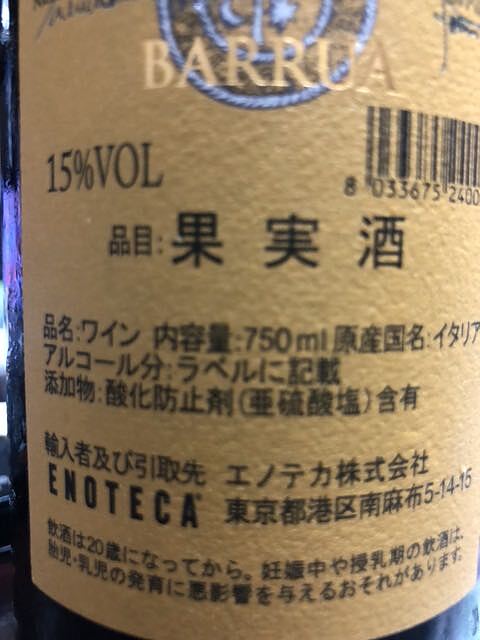 BARRUA
15%VOL
8 033675 2400
品目:果実酒
品名:ワイン 内容量:750ml 原産国名:イタリア
アルコール分:ラベルに記載
添加物:酸化防止剤(亜硫酸塩)含有
輸入者及び引取先 エノテカ株式会社
ENOTECA 東京都港区南麻布5-14-15
飲酒は20歳になってから。妊娠中や授乳期の飲酒は、
胎児・乳児の発育に悪影響を与えるおそれがあります。